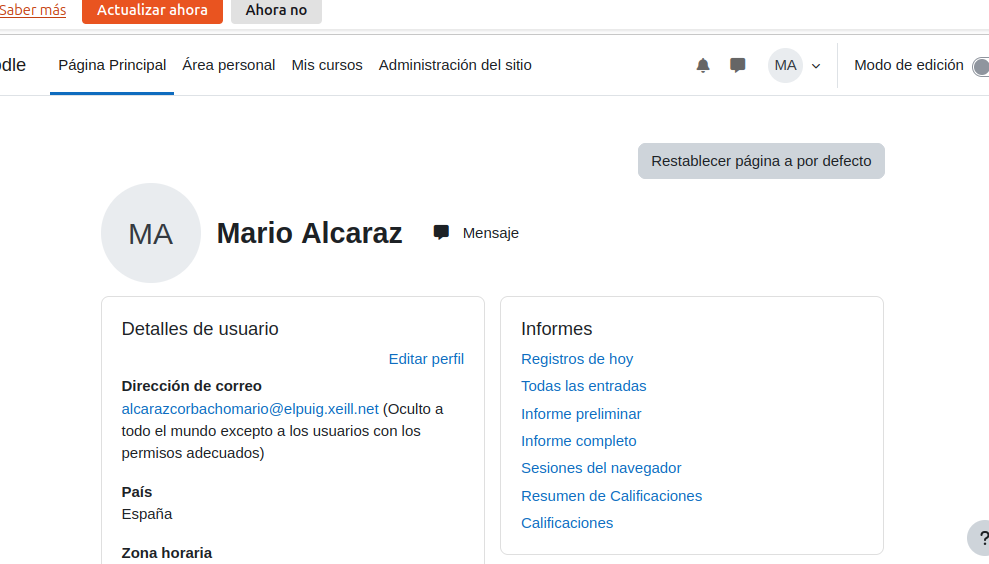 Saber más Actualizar ahora Ahora no
dle Página Principal Área personal Mis cursos Administración del sitio MA Modo de edición
Restablecer página a por defecto
MA Mario Alcaraz Mensaje
Detalles de usuario
Editar perfil
Dirección de correo
alcarazcorbachomario@elpuig.xeill.net (Oculto a
todo el mundo excepto a los usuarios con los
permisos adecuados)
País
España
Zona horaria
Informes
Registros de hoy
Todas las entradas
Informe preliminar
Informe completo
Sesiones del navegador
Resumen de Calificaciones
Calificaciones
?